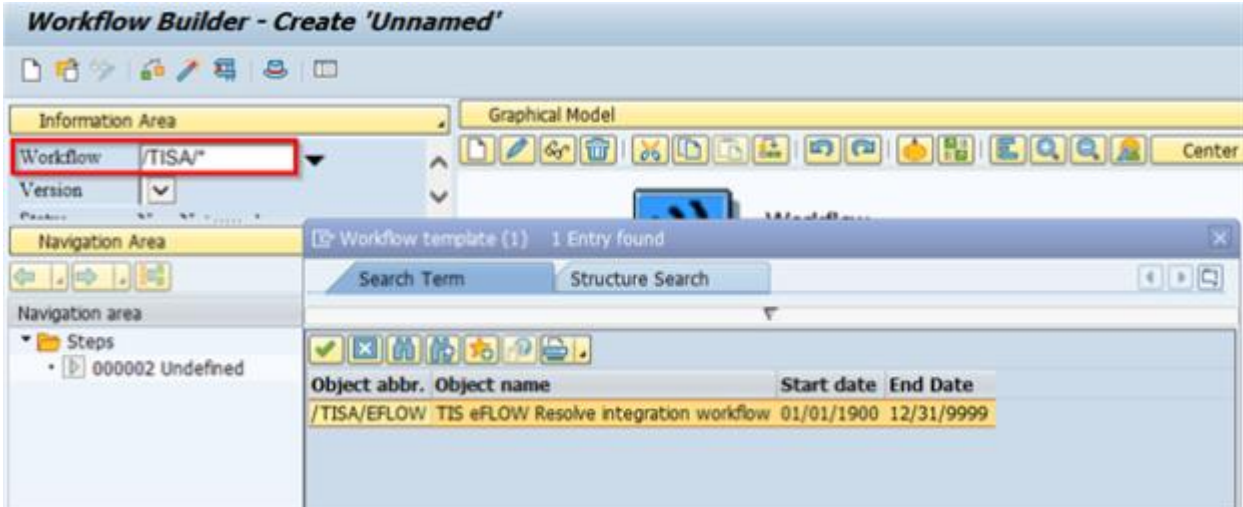 Workflow Builder - Create 'Unnamed'
Information Area
Graphical Model
Workflow /TISA/*
Center
Version
Navigation Area
Workflow template (1) 1 Entry found
Search Term Structure Search
Navigation area
Steps
000002 Undefined
Object abbr. Object name Start date End Date
/TISA/EFLOW TIS eFLOW Resolve integration workflow 01/01/1900 12/31/9999